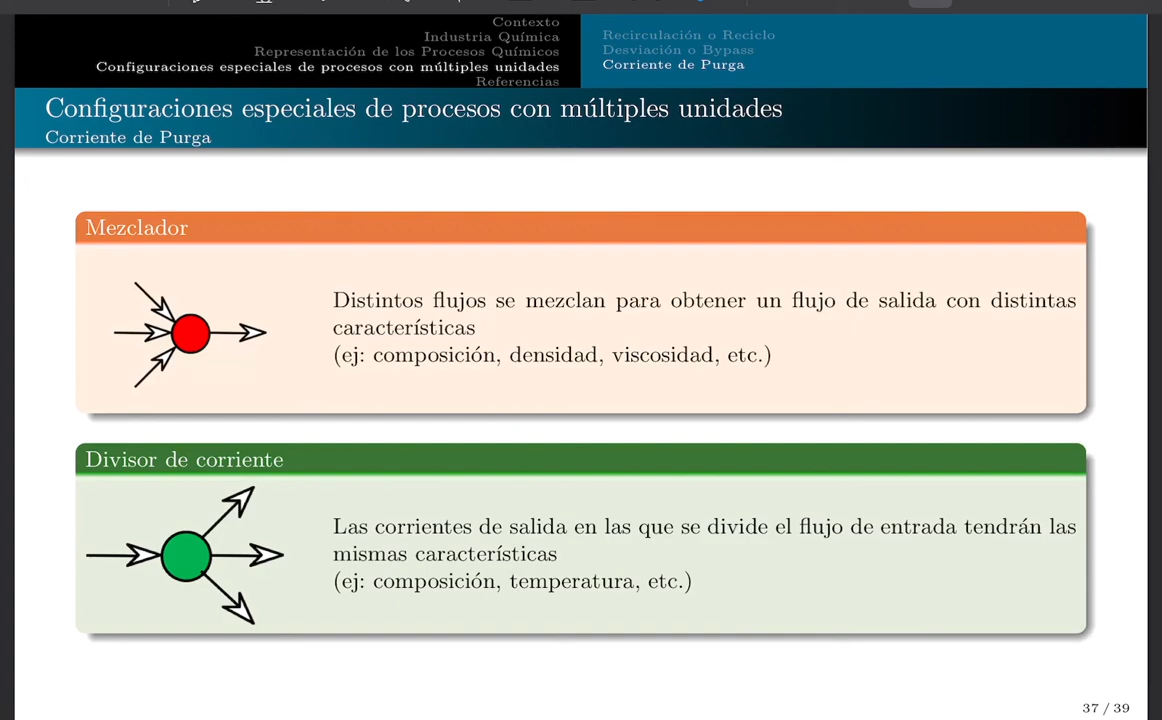 Contexto
Industria Química
Representación de los Procesos Químicos
Configuraciones especiales de procesos con múltiples unidades
Referencias
Recirculación o Reciclo
Desviación o Bypass
Corriente de Purga
Configuraciones especiales de procesos con múltiples unidades
Corriente de Purga
Mezclador
Distintos flujos se mezclan para obtener un flujo de salida con distintas
características
(ej: composición, densidad, viscosidad, etc.)
Divisor de corriente
Las corrientes de salida en las que se divide el flujo de entrada tendrán las
mismas características
(ej: composición, temperatura, etc.)
37 / 39